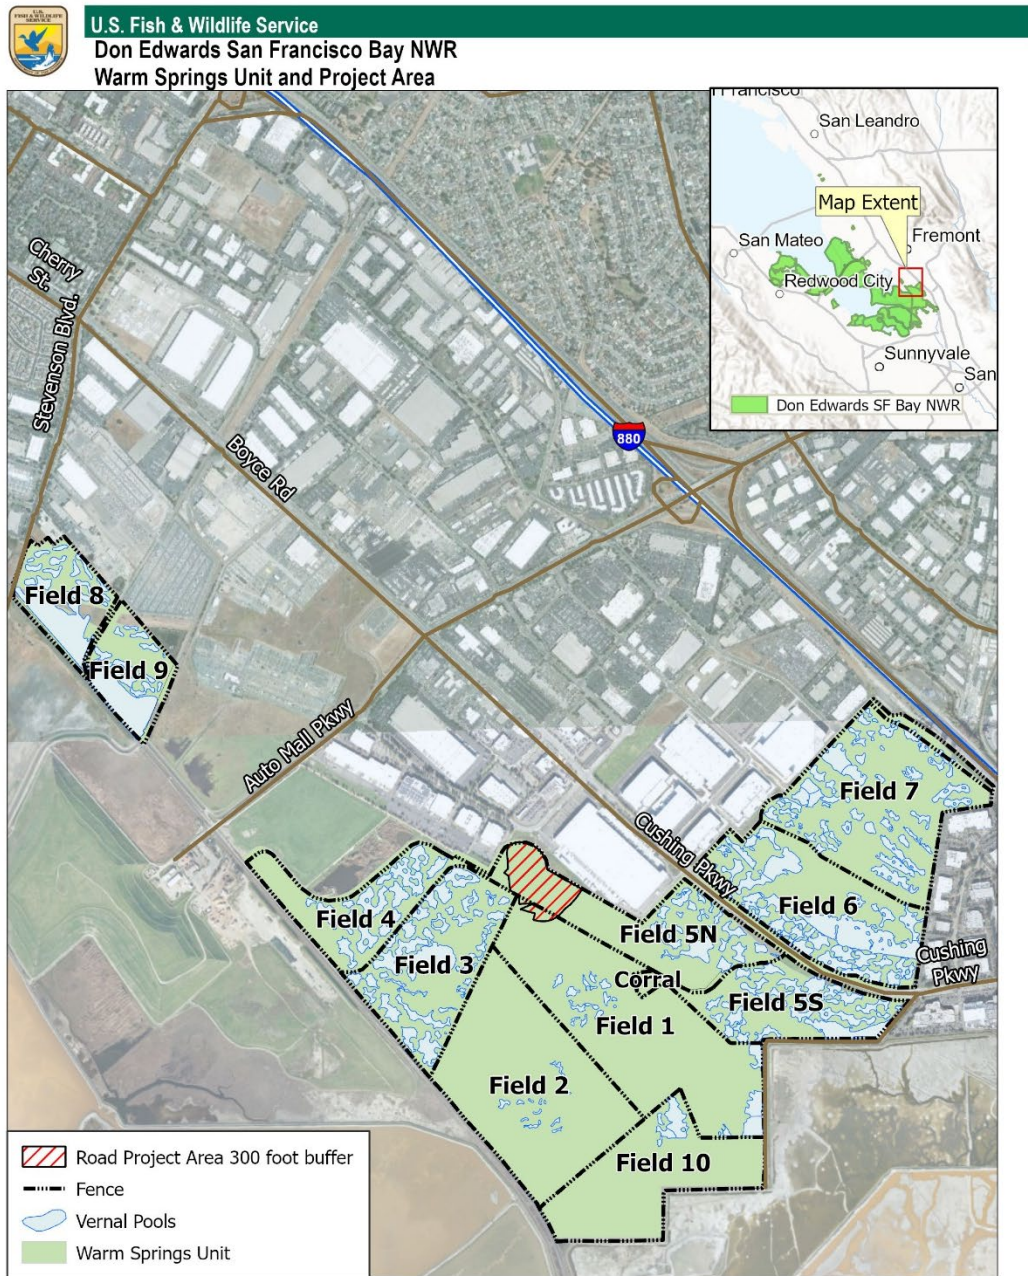 U.S.
FISH & WILDLIFE
SERVICE
U.S. Fish & Wildlife Service
Don Edwards San Francisco Bay NWR
Warm Springs Unit and Project Area
Francisco
San Leandro
Map Extent
Fremont
San Mateo
Redwood City
Sunnyvale
San
Don Edwards SF Bay NWR
Cherry
St.
Stevenson Blvd.
Boyce Rd
880
Field 8
Field 9
Auto Mall Pkwy
Cushing Pkwy
Field 7
Field 6
Field 4
Field 3
Field 5N
Corral
Field 5S
Cushing
Pkwy
Field 1
Field 2
Field 10
Road Project Area 300 foot buffer
Fence
Vernal Pools
Warm Springs Unit